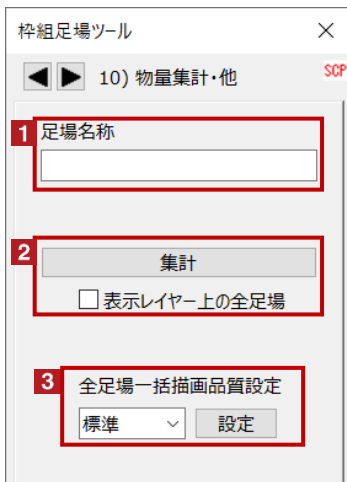 枠組足場ツール
10) 物量集計・他
SCP
1
足場名称
2
集計
表示レイヤー上の全足場
3
全足場一括描画品質設定
標準 設定